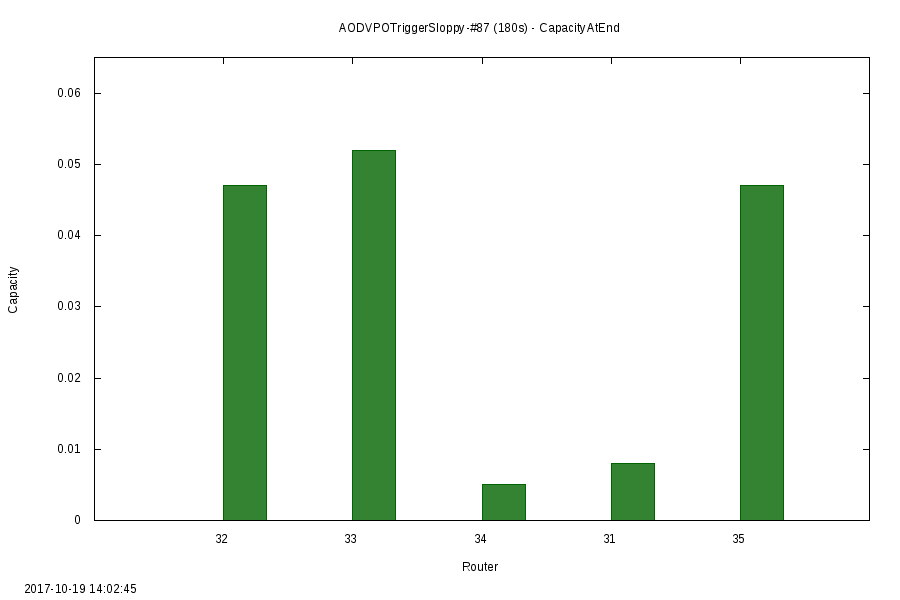 AODVPOTriggerSloppy-#87 (180s) - CapacityAtEnd
0.06
0.05
0.04
0.03
0.02
0.01
0
Capacity
32 33 34 31 35
Router
2017-10-19 14:02:45